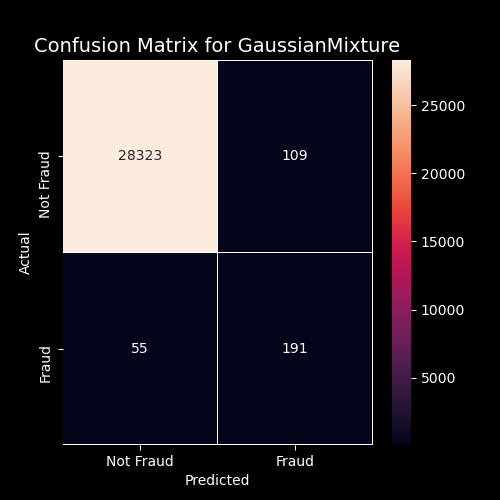 Confusion Matrix for GaussianMixture
Actual
Not Fraud
Fraud
28323 109
55 191
Not Fraud Fraud
Predicted
25000
20000
15000
10000
5000